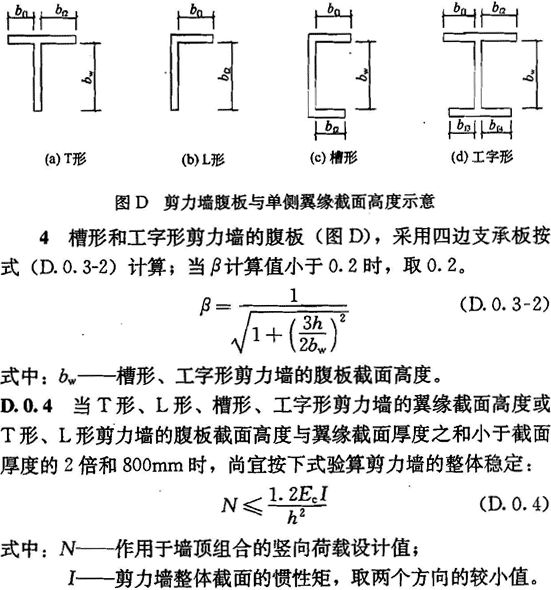 b_{f1} b_{f2} b_{f1} b_{f1} b_{f1} b_{f2}
b_w b_{f2} b_w b_w
b_{f2} b_{f3} b_{f4}
(a) T形 (b) L形 (c) 槽形 (d) 工字形
图 D 剪力墙腹板与单侧翼缘截面高度示意
4 槽形和工字形剪力墙的腹板（图 D），采用四边支承板按
式（D.0.3-2）计算；当β计算值小于 0.2 时，取 0.2。
β = \frac{1}{\sqrt{1+\left(\frac{3h}{2b_w}\right)^2}} (D.0.3-2)
式中：b_w——槽形、工字形剪力墙的腹板截面高度。
D.0.4 当 T 形、L 形、槽形、工字形剪力墙的翼缘截面高度或
T 形、L 形剪力墙的腹板截面高度与翼缘截面厚度之和小于截面
厚度的 2 倍和 800mm 时，尚宜按下式验算剪力墙的整体稳定：
N ≤ \frac{1.2E_cI}{h^2} (D.0.4)
式中：N——作用于墙顶组合的竖向荷载设计值；
I——剪力墙整体截面的惯性矩，取两个方向的较小值。